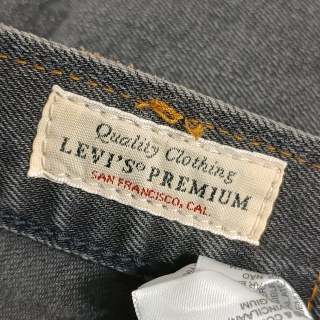 Quality Clothing
LEVI'S® PREMIUM
SAN FRANCISCO, CAL.